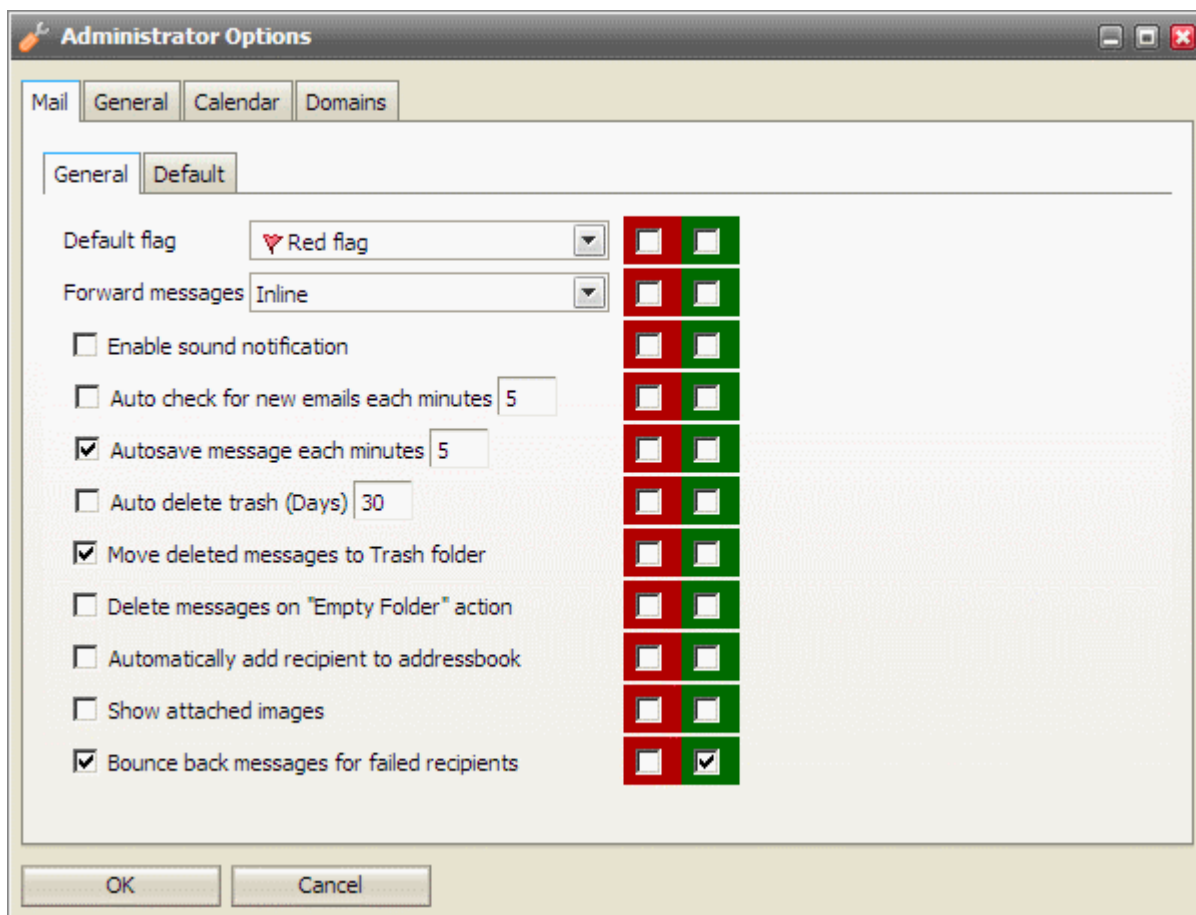 Administrator Options
Mail General Calendar Domains
General Default
Default flag Red flag
Forward messages Inline
Enable sound notification
Auto check for new emails each minutes 5
Autosave message each minutes 5
Auto delete trash (Days) 30
Move deleted messages to Trash folder
Delete messages on "Empty Folder" action
Automatically add recipient to addressbook
Show attached images
Bounce back messages for failed recipients
OK Cancel